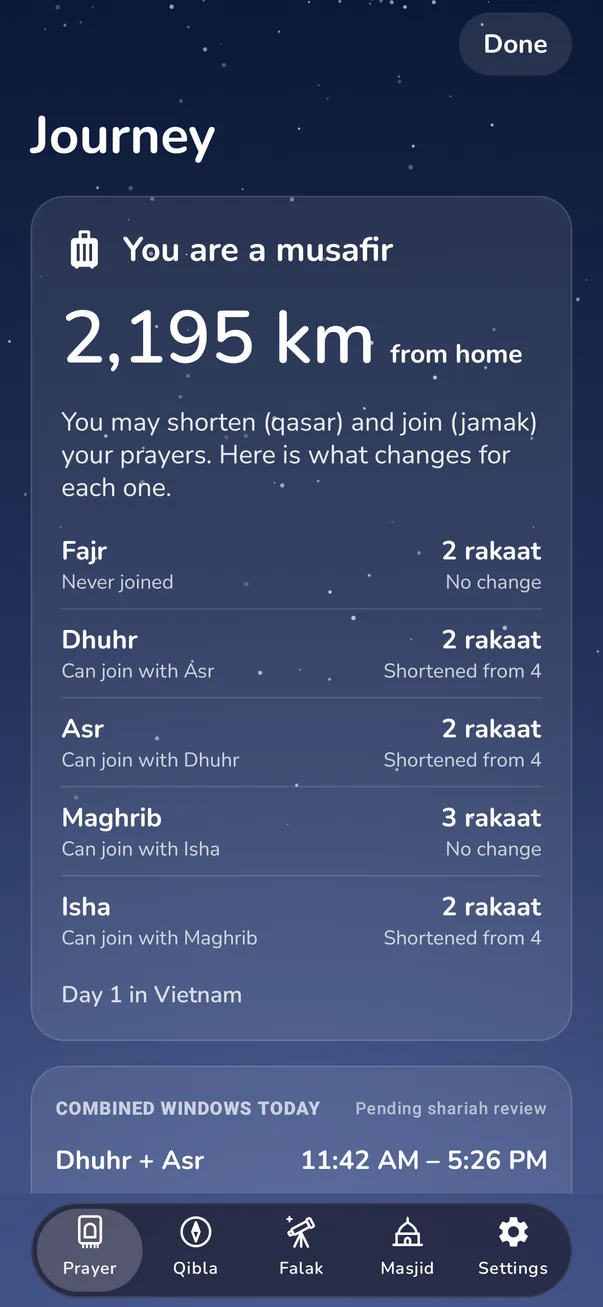 Done
Journey
You are a musafir
2,195 km from home
You may shorten (qasar) and join (jamak)
your prayers. Here is what changes for
each one.
Fajr 2 rakaat
Never joined No change
Dhuhr 2 rakaat
Can join with Asr Shortened from 4
Asr 2 rakaat
Can join with Dhuhr Shortened from 4
Maghrib 3 rakaat
Can join with Isha No change
Isha 2 rakaat
Can join with Maghrib Shortened from 4
Day 1 in Vietnam
COMBINED WINDOWS TODAY Pending shariah review
Dhuhr + Asr 11:42 AM – 5:26 PM
Prayer Qibla Falak Masjid Settings